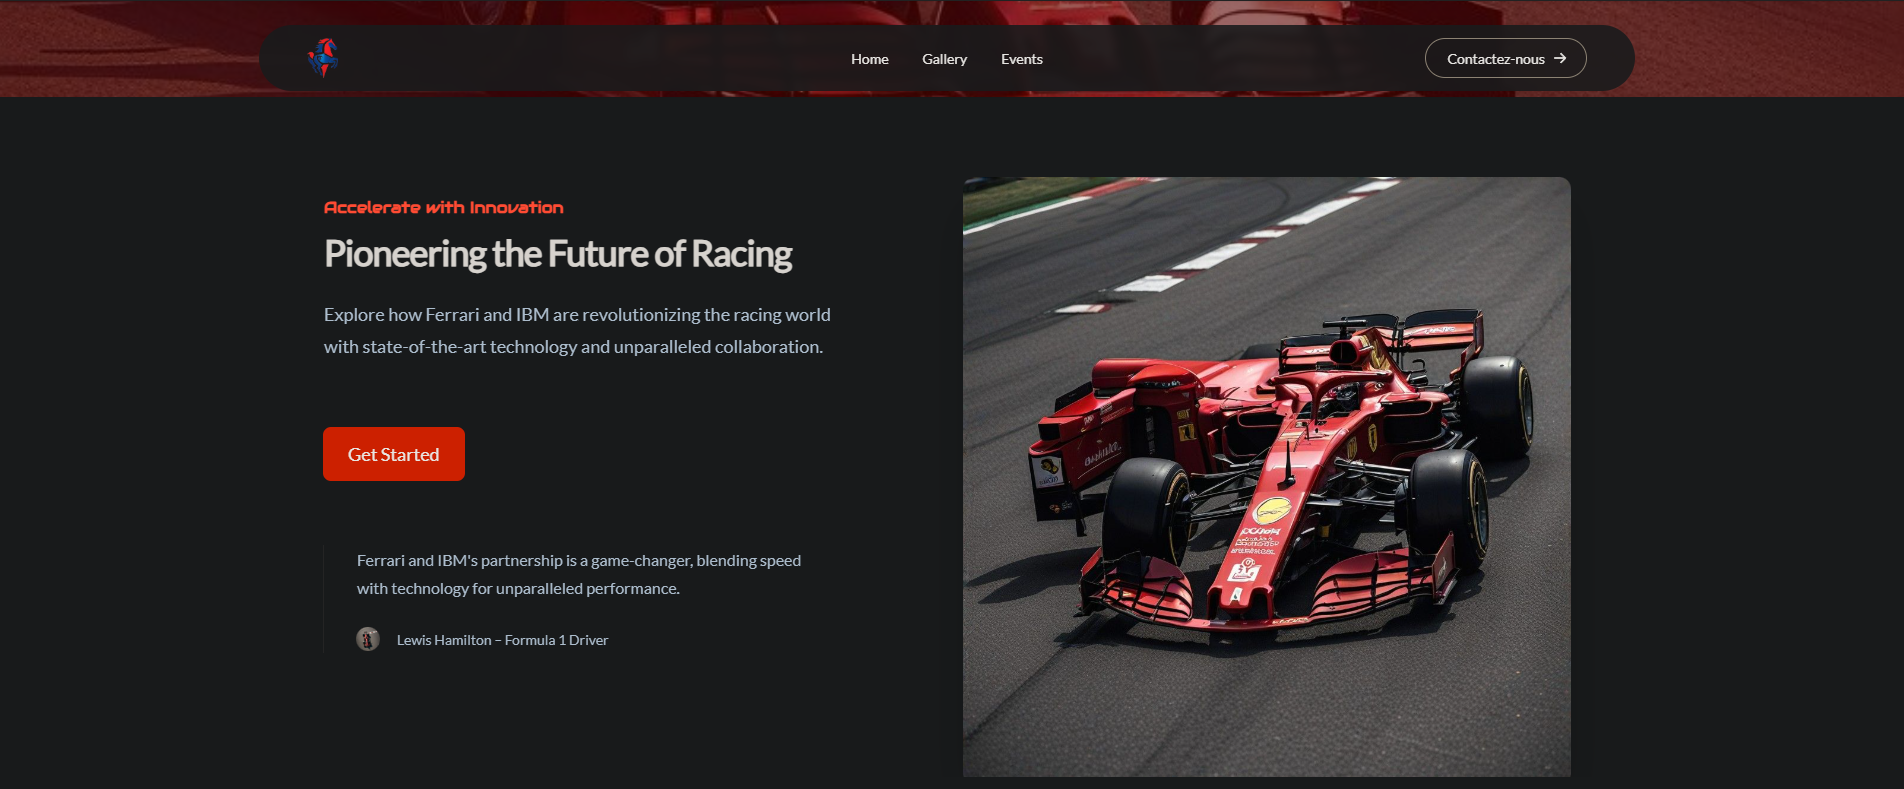 Home
Gallery
Events
Contactez-nous
Accelerate with Innovation
Pioneering the Future of Racing
Explore how Ferrari and IBM are revolutionizing the racing world
with state-of-the-art technology and unparalleled collaboration.
Get Started
Ferrari and IBM's partnership is a game-changer, blending speed
with technology for unparalleled performance.
Lewis Hamilton – Formula 1 Driver